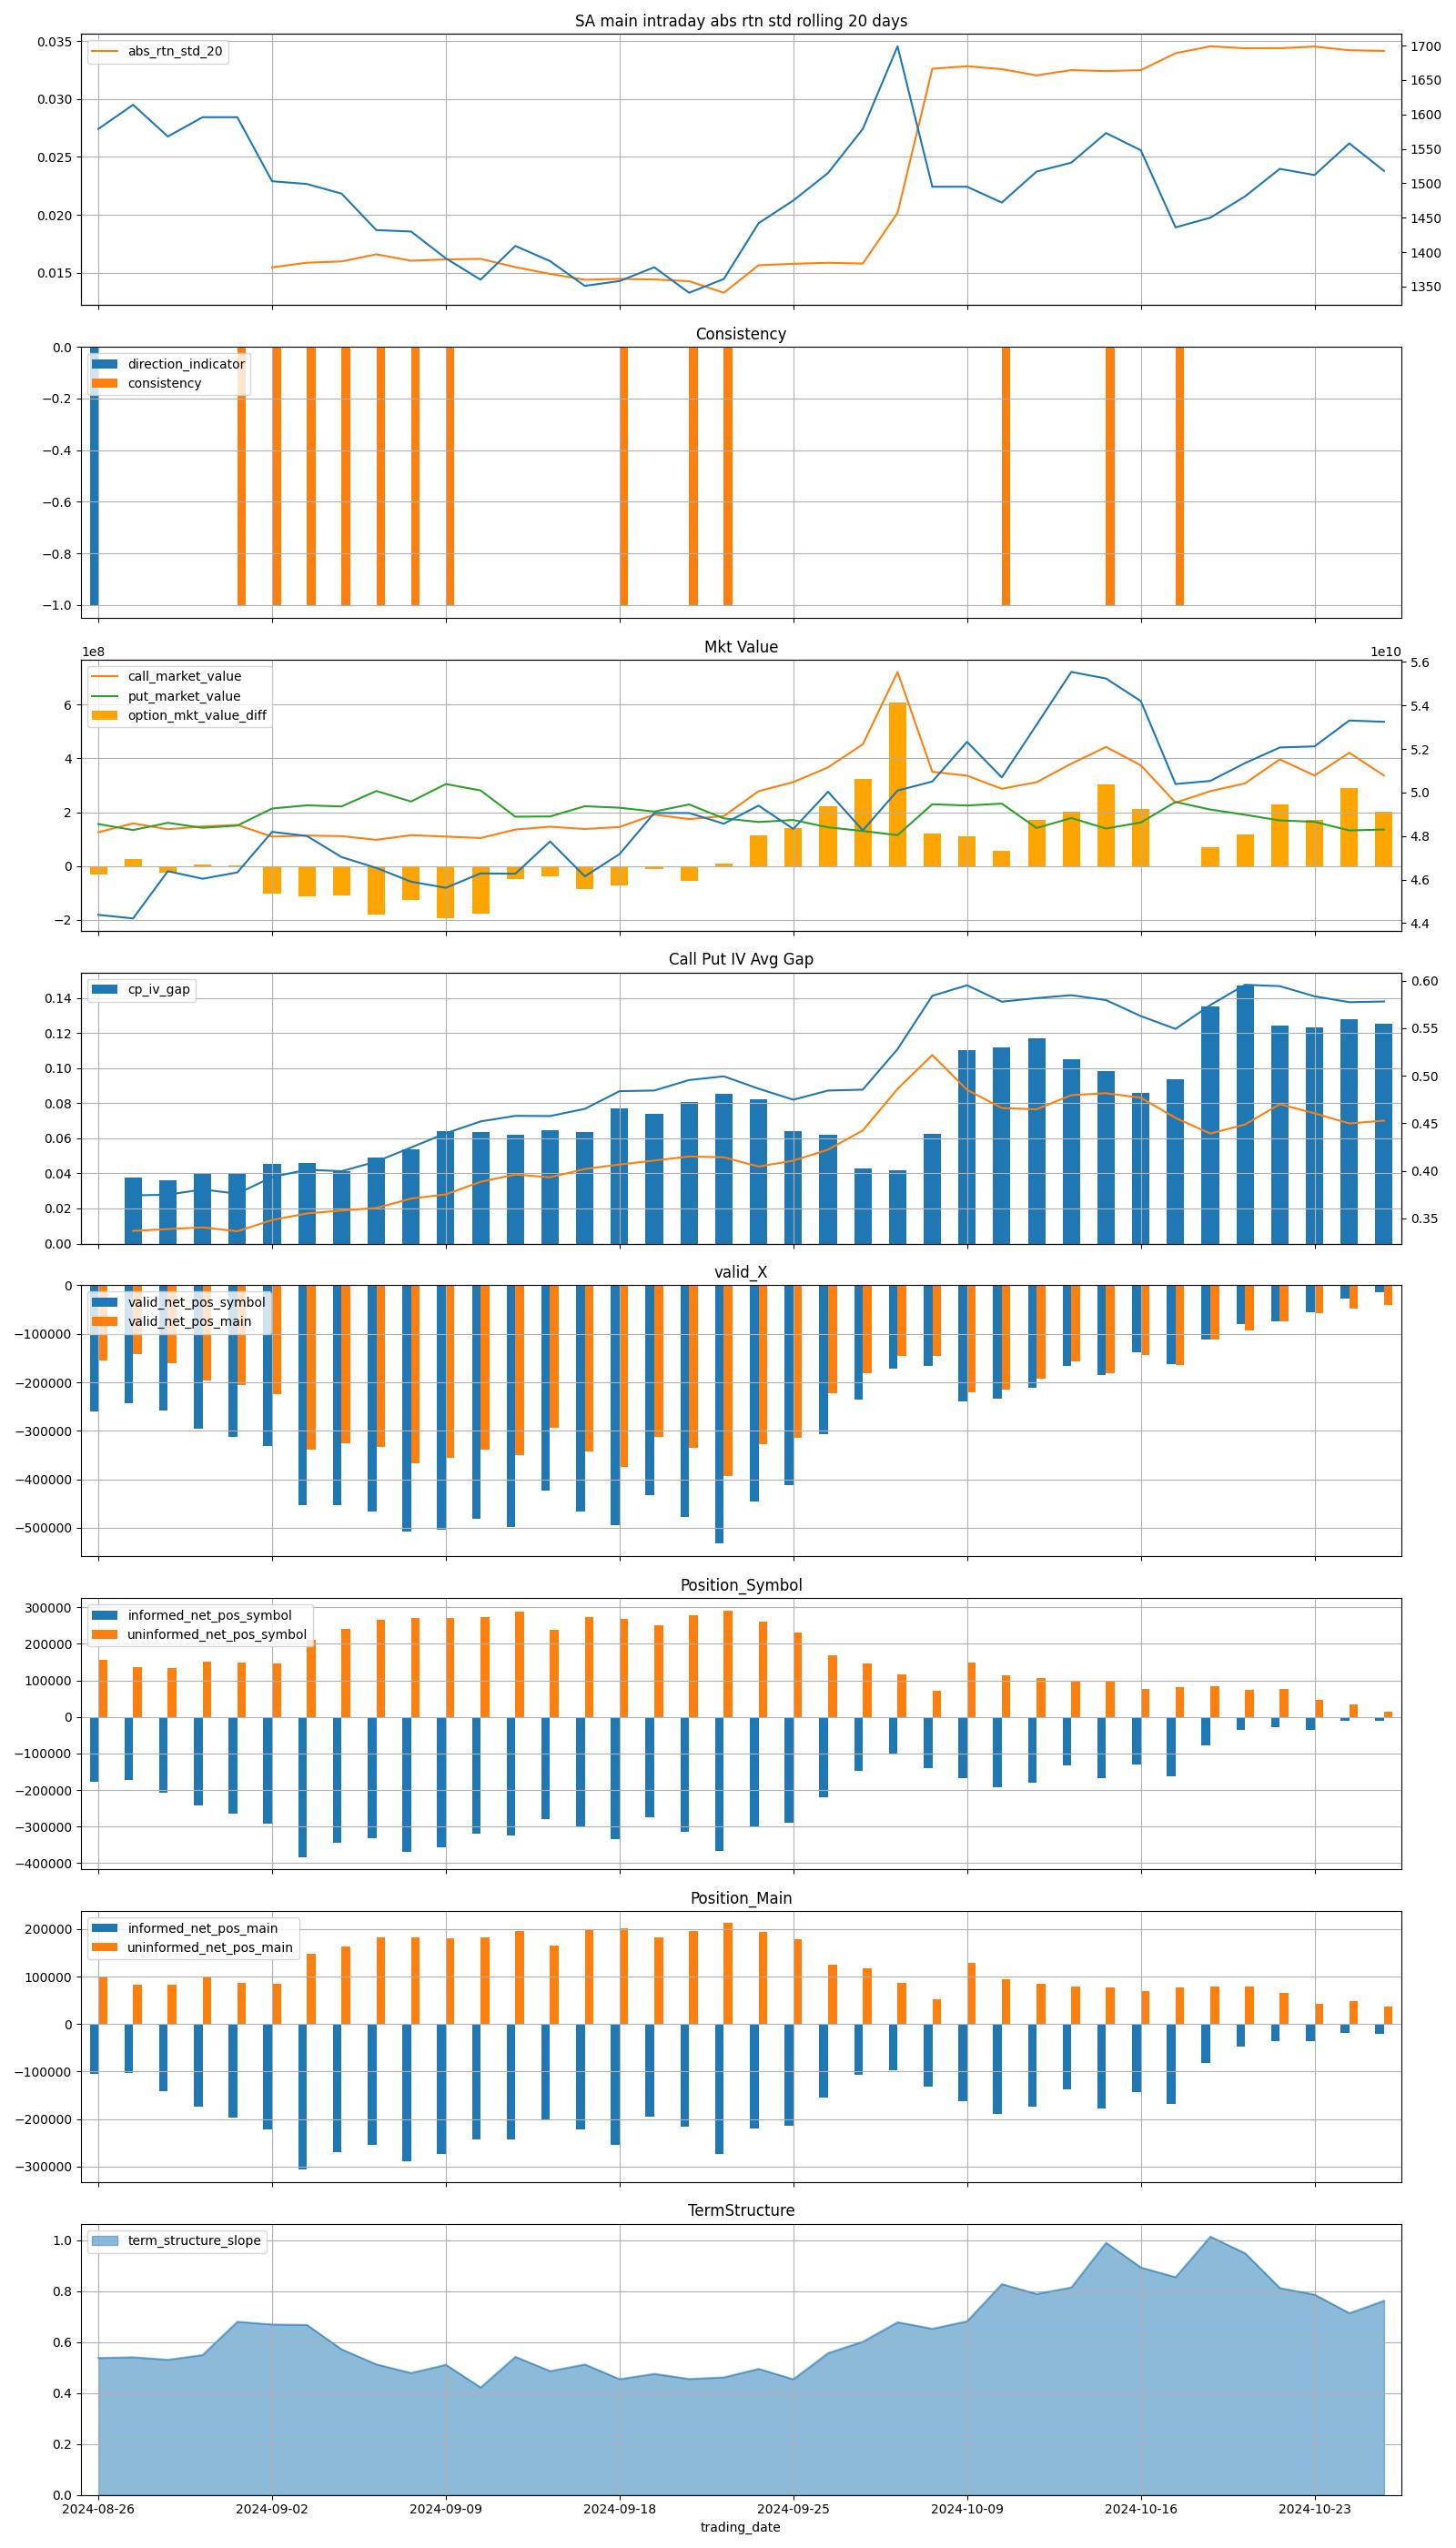 SA main intraday abs rtn std rolling 20 days
abs_rtn_std_20
0.035
0.030
0.025
0.020
0.015
1700
1650
1600
1550
1500
1450
1400
1350
Consistency
direction_indicator
consistency
0.0
−0.2
−0.4
−0.6
−0.8
−1.0
Mkt Value
1e8
1e10
call_market_value
put_market_value
option_mkt_value_diff
6
4
2
0
−2
5.6
5.4
5.2
5.0
4.8
4.6
4.4
Call Put IV Avg Gap
cp_iv_gap
0.14
0.12
0.10
0.08
0.06
0.04
0.02
0.00
0.60
0.55
0.50
0.45
0.40
0.35
valid_X
valid_net_pos_symbol
valid_net_pos_main
0
−100000
−200000
−300000
−400000
−500000
Position_Symbol
informed_net_pos_symbol
uninformed_net_pos_symbol
300000
200000
100000
0
−100000
−200000
−300000
−400000
Position_Main
informed_net_pos_main
uninformed_net_pos_main
200000
100000
0
−100000
−200000
−300000
TermStructure
term_structure_slope
1.0
0.8
0.6
0.4
0.2
0.0
2024-08-26 2024-09-02 2024-09-09 2024-09-18 2024-09-25 2024-10-09 2024-10-16 2024-10-23
trading_date